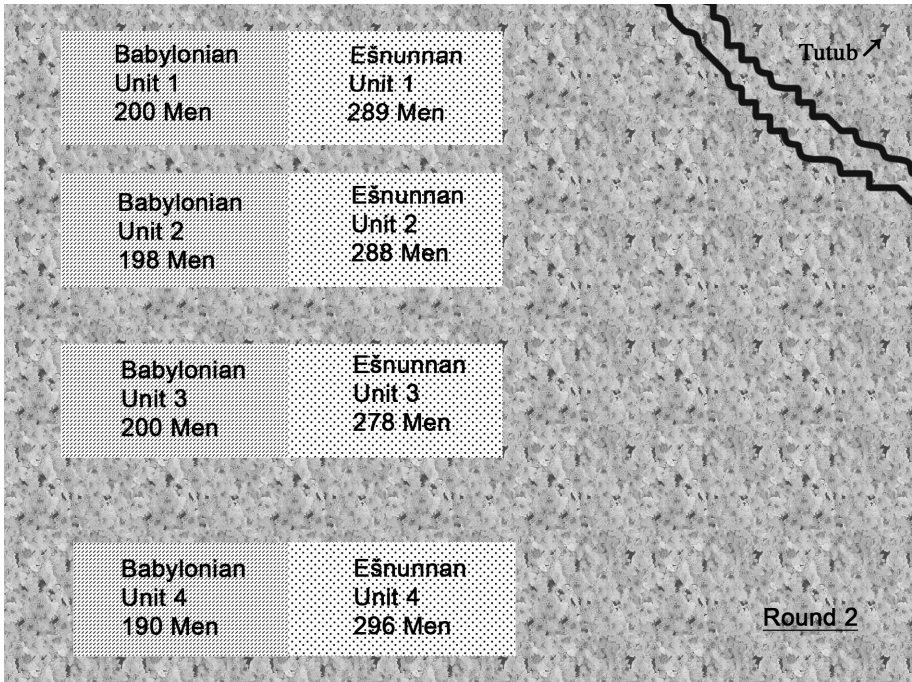 Babylonian
Unit 1
200 Men
Ešnunnan
Unit 1
289 Men
Tutub
Babylonian
Unit 2
198 Men
Ešnunnan
Unit 2
288 Men
Babylonian
Unit 3
200 Men
Ešnunnan
Unit 3
278 Men
Babylonian
Unit 4
190 Men
Ešnunnan
Unit 4
296 Men
Round 2